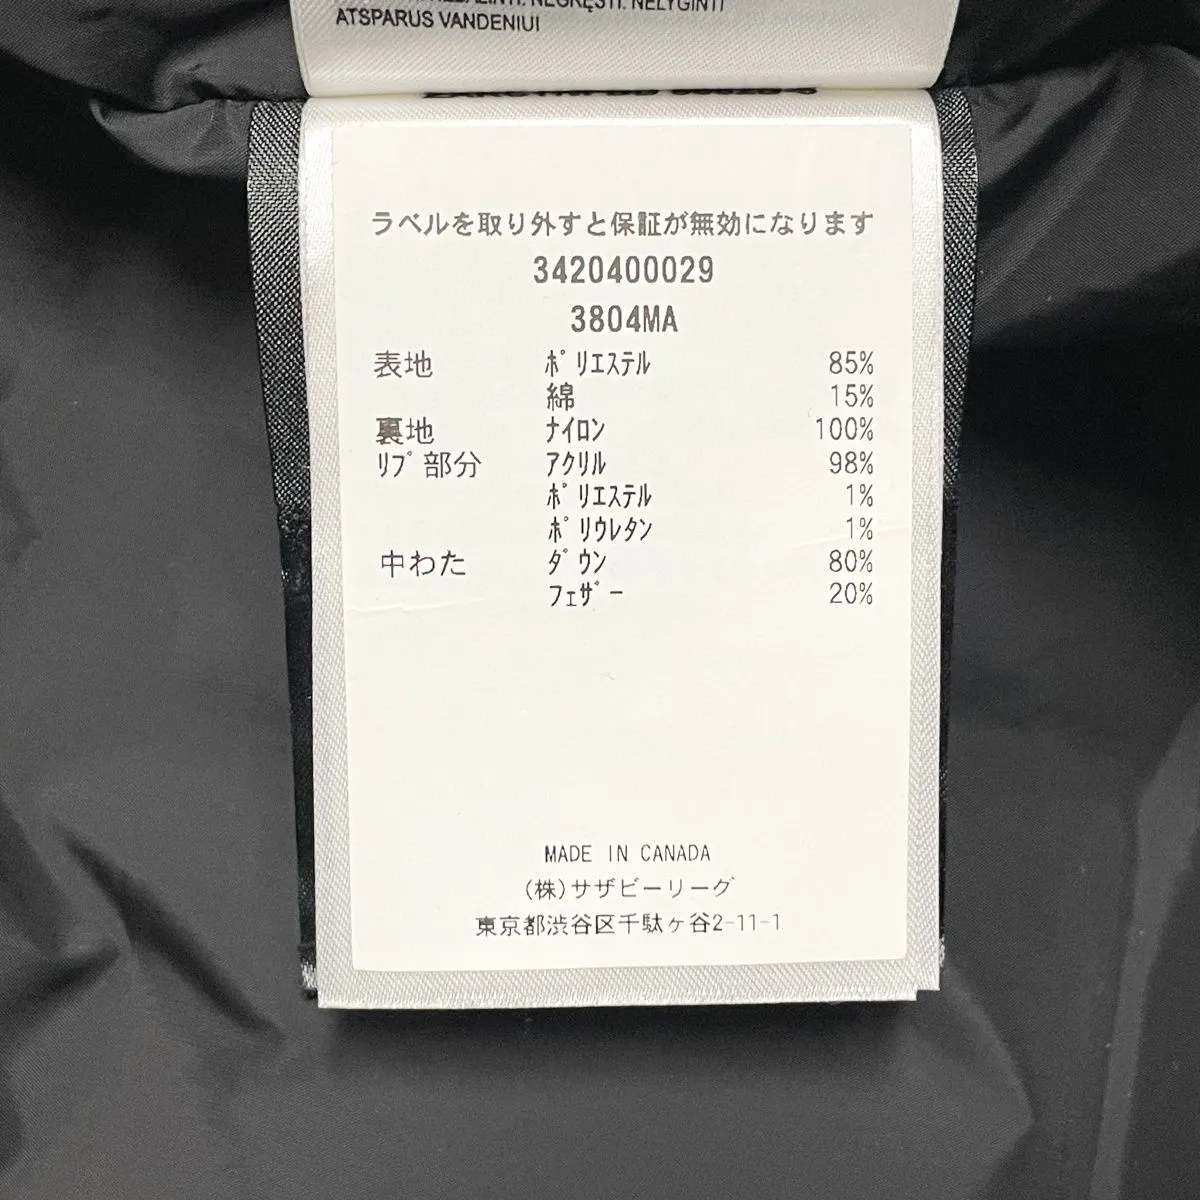 NEGRĘSTI. NELYGINTI
ATSPARUS VANDENIUI
ラベルを取り外すと保証が無効になります
3420400029
3804MA
表地 ﾎﾟﾘｴｽﾃﾙ 85%
綿 15%
裏地 ﾅｲﾛﾝ 100%
ﾘﾌﾞ部分 ｱｸﾘﾙ 98%
ﾎﾟﾘｴｽﾃﾙ 1%
ﾎﾟﾘｳﾚﾀﾝ 1%
中わた ﾀﾞｳﾝ 80%
ﾌｪｻﾞｰ 20%
MADE IN CANADA
(株)サザビーリーグ
東京都渋谷区千駄ヶ谷2-11-1